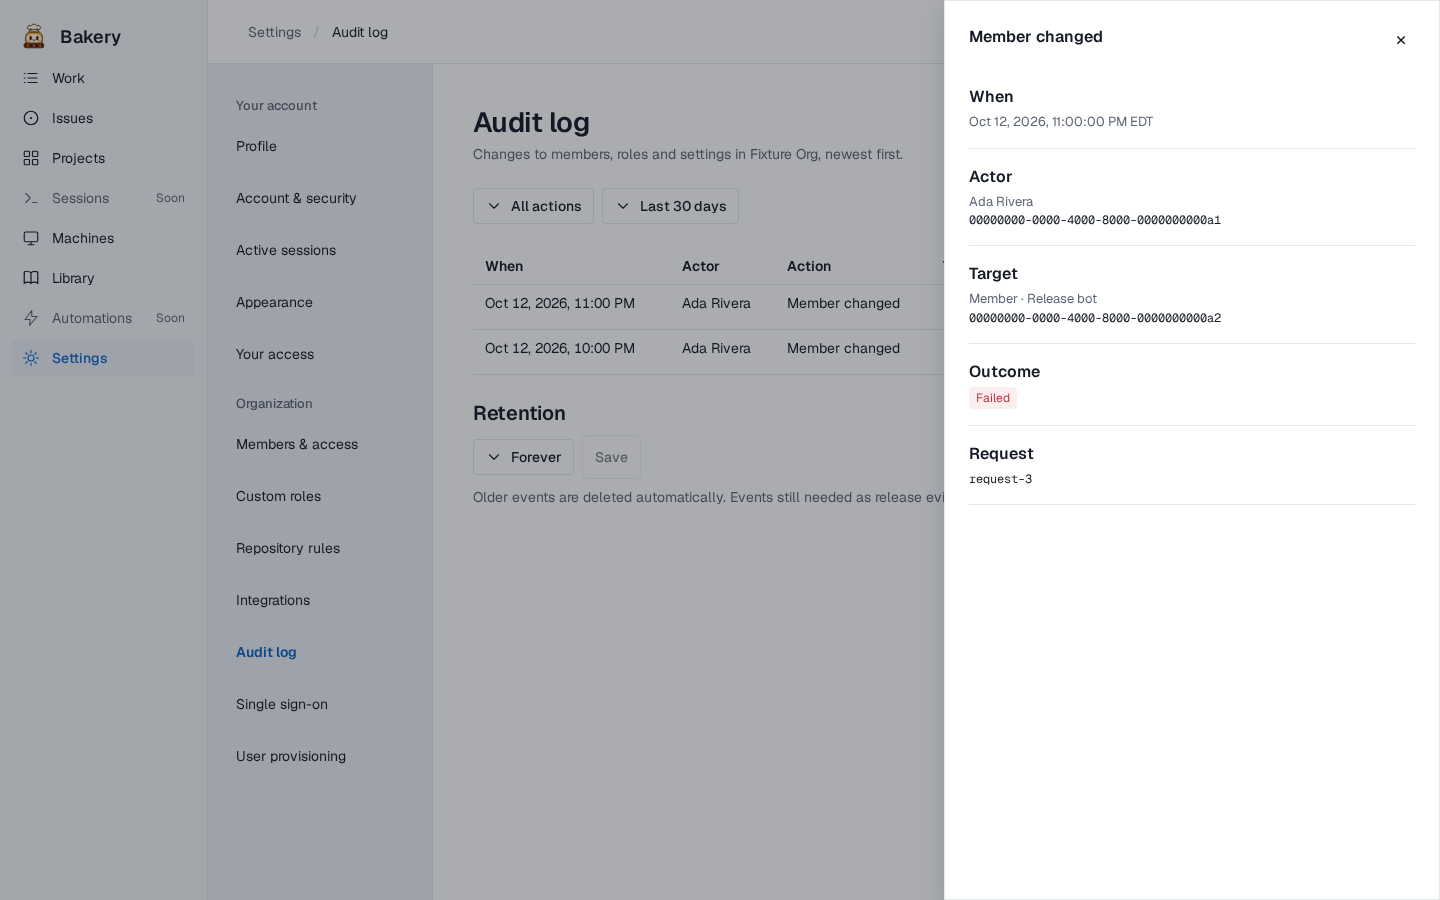 Bakery
Work
Issues
Projects
Sessions Soon
Machines
Library
Automations Soon
Settings
Settings / Audit log
Your account
Profile
Account & security
Active sessions
Appearance
Your access
Organization
Members & access
Custom roles
Repository rules
Integrations
Audit log
Single sign-on
User provisioning
Audit log
Changes to members, roles and settings in Fixture Org, newest first.
All actions Last 30 days
When Actor Action
Oct 12, 2026, 11:00 PM Ada Rivera Member changed
Oct 12, 2026, 10:00 PM Ada Rivera Member changed
Retention
Forever Save
Older events are deleted automatically. Events still needed as release
Member changed
When
Oct 12, 2026, 11:00:00 PM EDT
Actor
Ada Rivera
00000000-0000-4000-8000-0000000000a1
Target
Member · Release bot
00000000-0000-4000-8000-0000000000a2
Outcome
Failed
Request
request-3